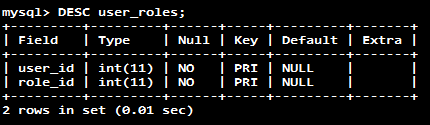 mysql> DESC user_roles;
+---------+---------+------+-----+---------+-------+
| Field   | Type    | Null | Key | Default | Extra |
+---------+---------+------+-----+---------+-------+
| user_id | int(11) | NO   | PRI | NULL    |       |
| role_id | int(11) | NO   | PRI | NULL    |       |
+---------+---------+------+-----+---------+-------+
2 rows in set (0.01 sec)